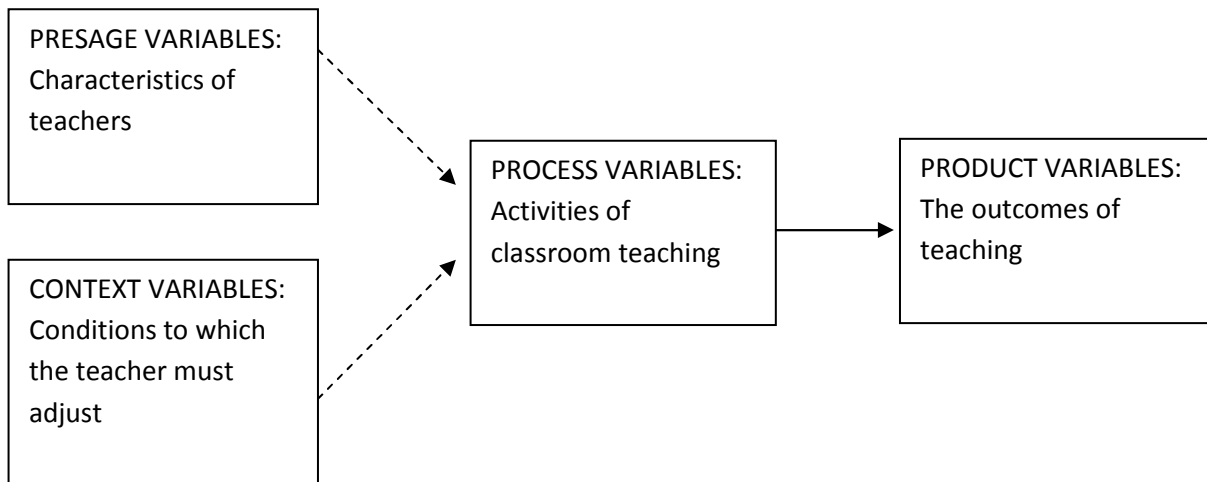 PRESAGE VARIABLES:
Characteristics of
teachers
CONTEXT VARIABLES:
Conditions to which
the teacher must
adjust
PROCESS VARIABLES:
Activities of
classroom teaching
PRODUCT VARIABLES:
The outcomes of
teaching